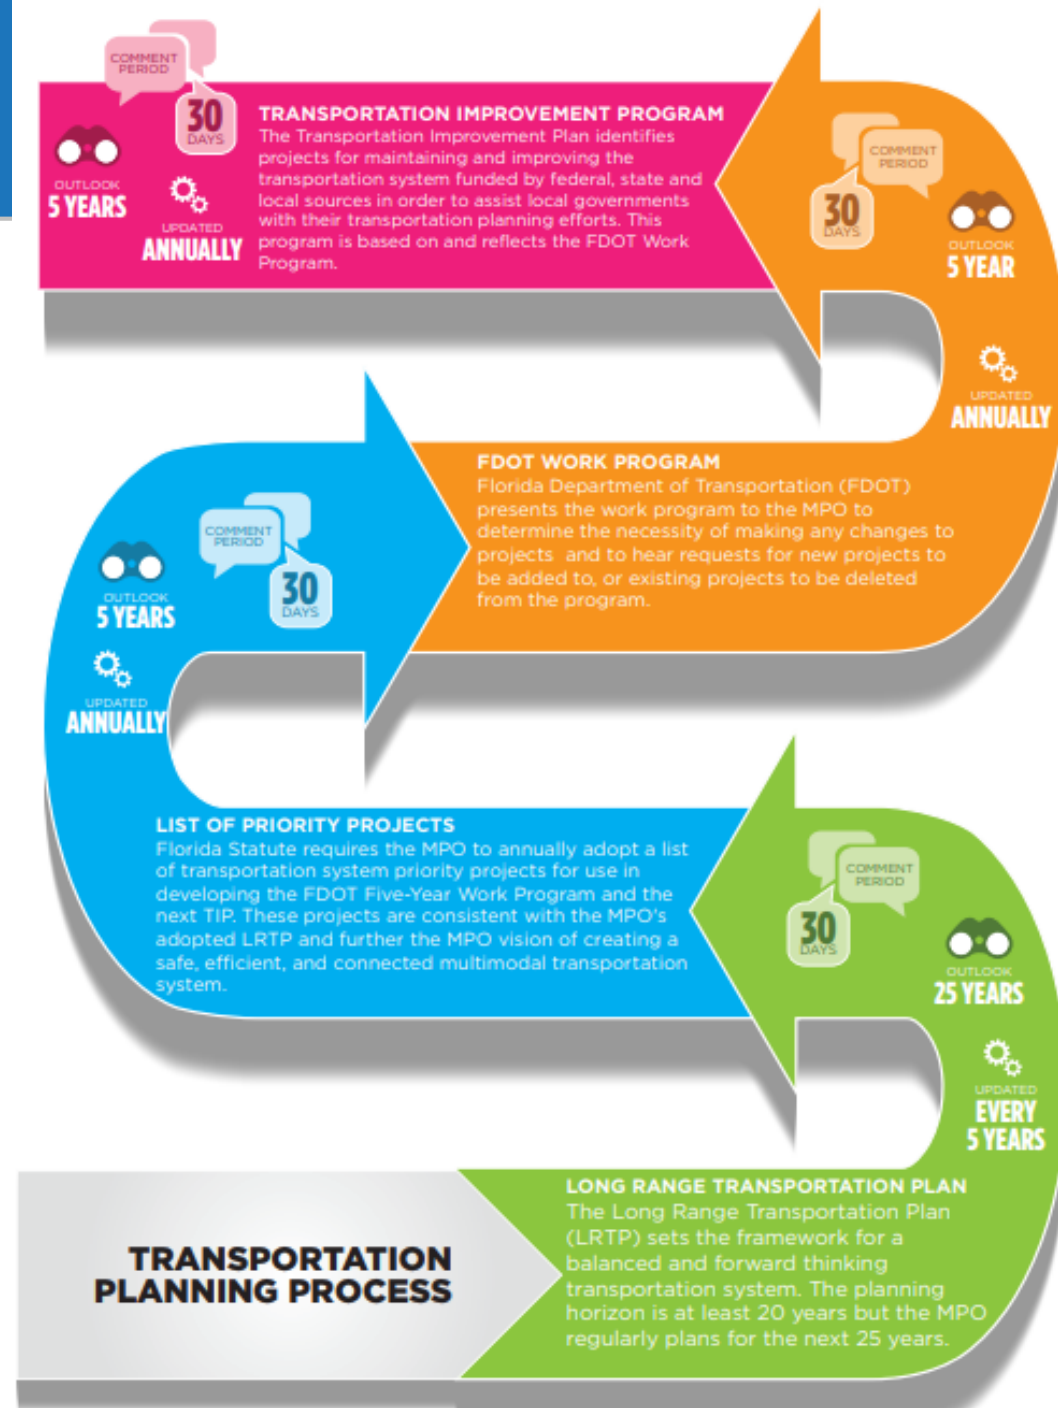 COMMENT
PERIOD
30
DAYS
OUTLOOK
5 YEARS
UPDATED
ANNUALLY
TRANSPORTATION IMPROVEMENT PROGRAM
The Transportation Improvement Plan identifies
projects for maintaining and improving the
transportation system funded by federal, state and
local sources in order to assist local governments
with their transportation planning efforts. This
program is based on and reflects the FDOT Work
Program.
COMMENT
PERIOD
30
DAYS
OUTLOOK
5 YEAR
UPDATED
ANNUALLY
FDOT WORK PROGRAM
Florida Department of Transportation (FDOT)
presents the work program to the MPO to
determine the necessity of making any changes to
projects and to hear requests for new projects to
be added to, or existing projects to be deleted
from the program.
COMMENT
PERIOD
30
DAYS
OUTLOOK
5 YEARS
UPDATED
ANNUALLY
LIST OF PRIORITY PROJECTS
Florida Statute requires the MPO to annually adopt a list
of transportation system priority projects for use in
developing the FDOT Five-Year Work Program and the
next TIP. These projects are consistent with the MPO's
adopted LRTP and further the MPO vision of creating a
safe, efficient, and connected multimodal transportation
system.
COMMENT
PERIOD
30
DAYS
OUTLOOK
25 YEARS
UPDATED
EVERY
5 YEARS
LONG RANGE TRANSPORTATION PLAN
The Long Range Transportation Plan
(LRTP) sets the framework for a
balanced and forward thinking
transportation system. The planning
horizon is at least 20 years but the MPO
regularly plans for the next 25 years.
TRANSPORTATION
PLANNING PROCESS